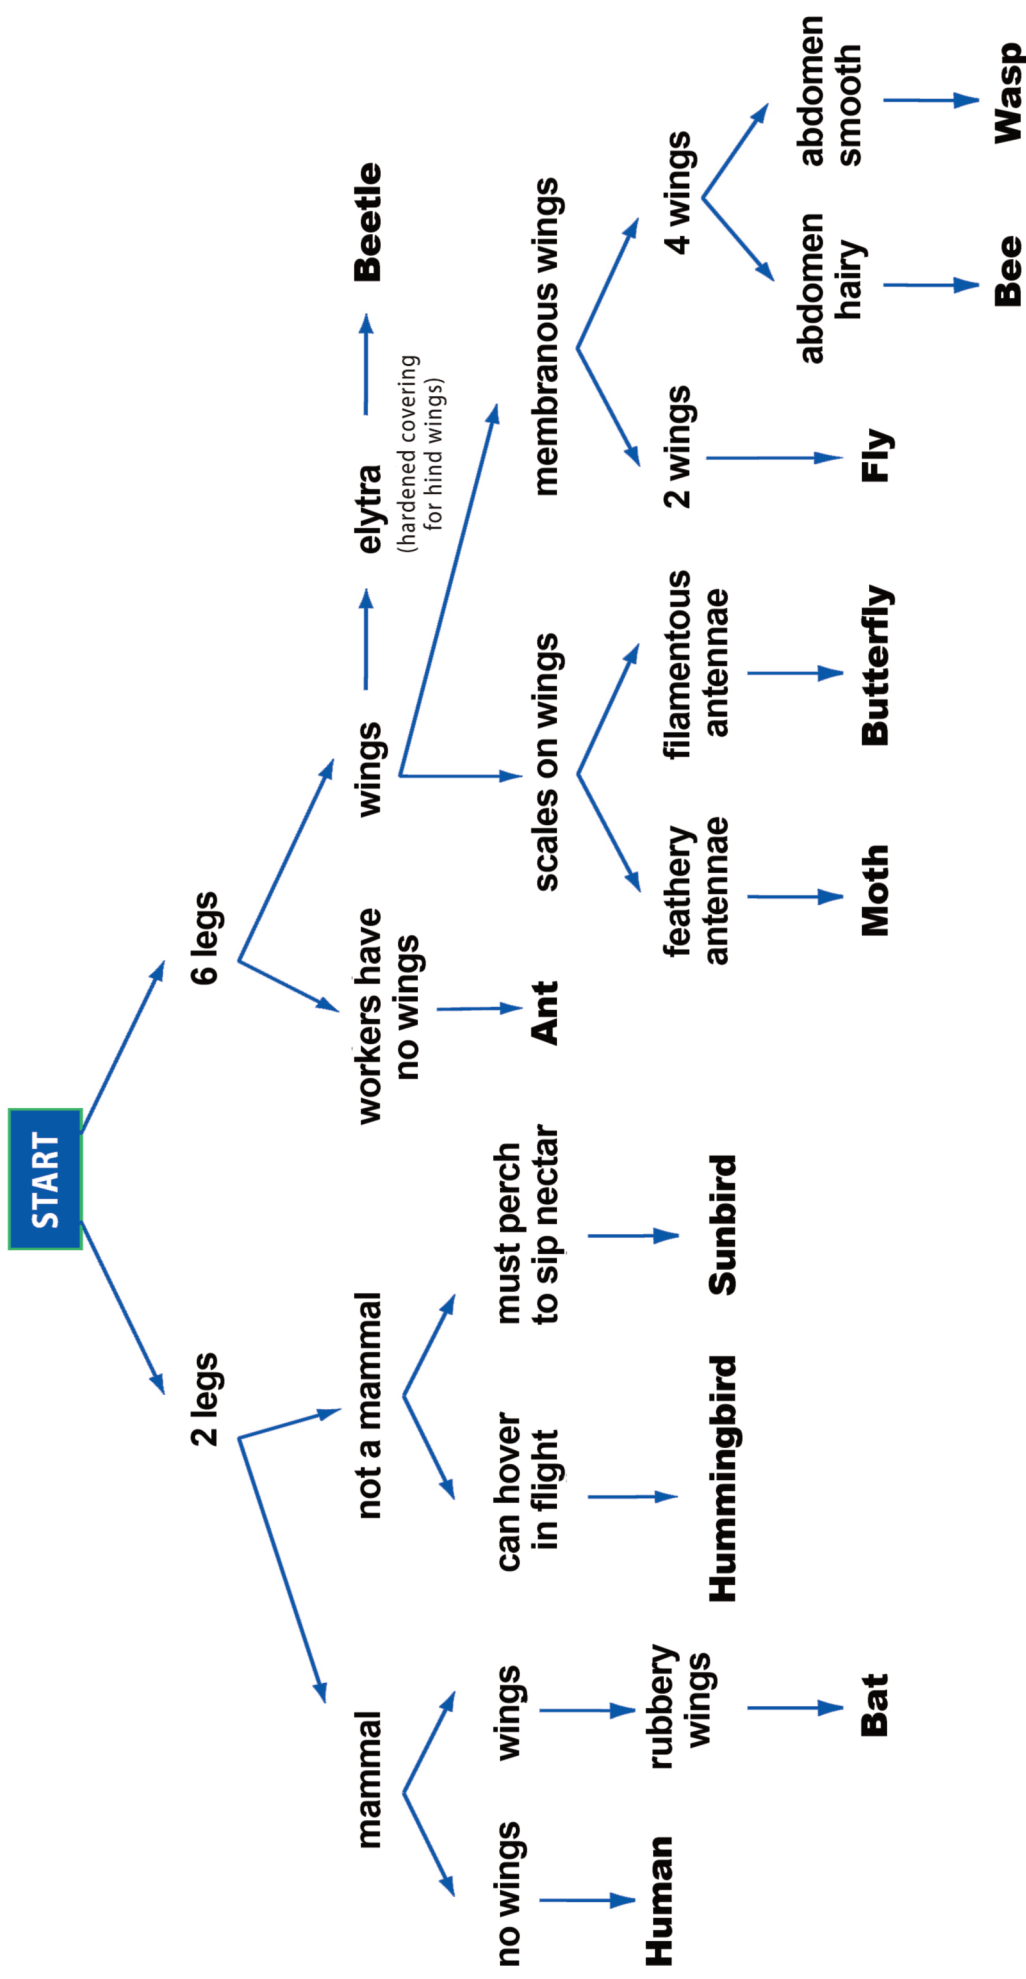 START
2 legs
6 legs
mammal
not a mammal
workers have
no wings
wings
elytra
(hardened covering
for hind wings)
Beetle
no wings
wings
can hover
in flight
must perch
to sip nectar
Ant
scales on wings
membranous wings
Human
rubbery
wings
Hummingbird
Sunbird
feathery
antennae
filamentous
antennae
2 wings
4 wings
abdomen
hairy
abdomen
smooth
Bat
Moth
Butterfly
Fly
Bee
Wasp